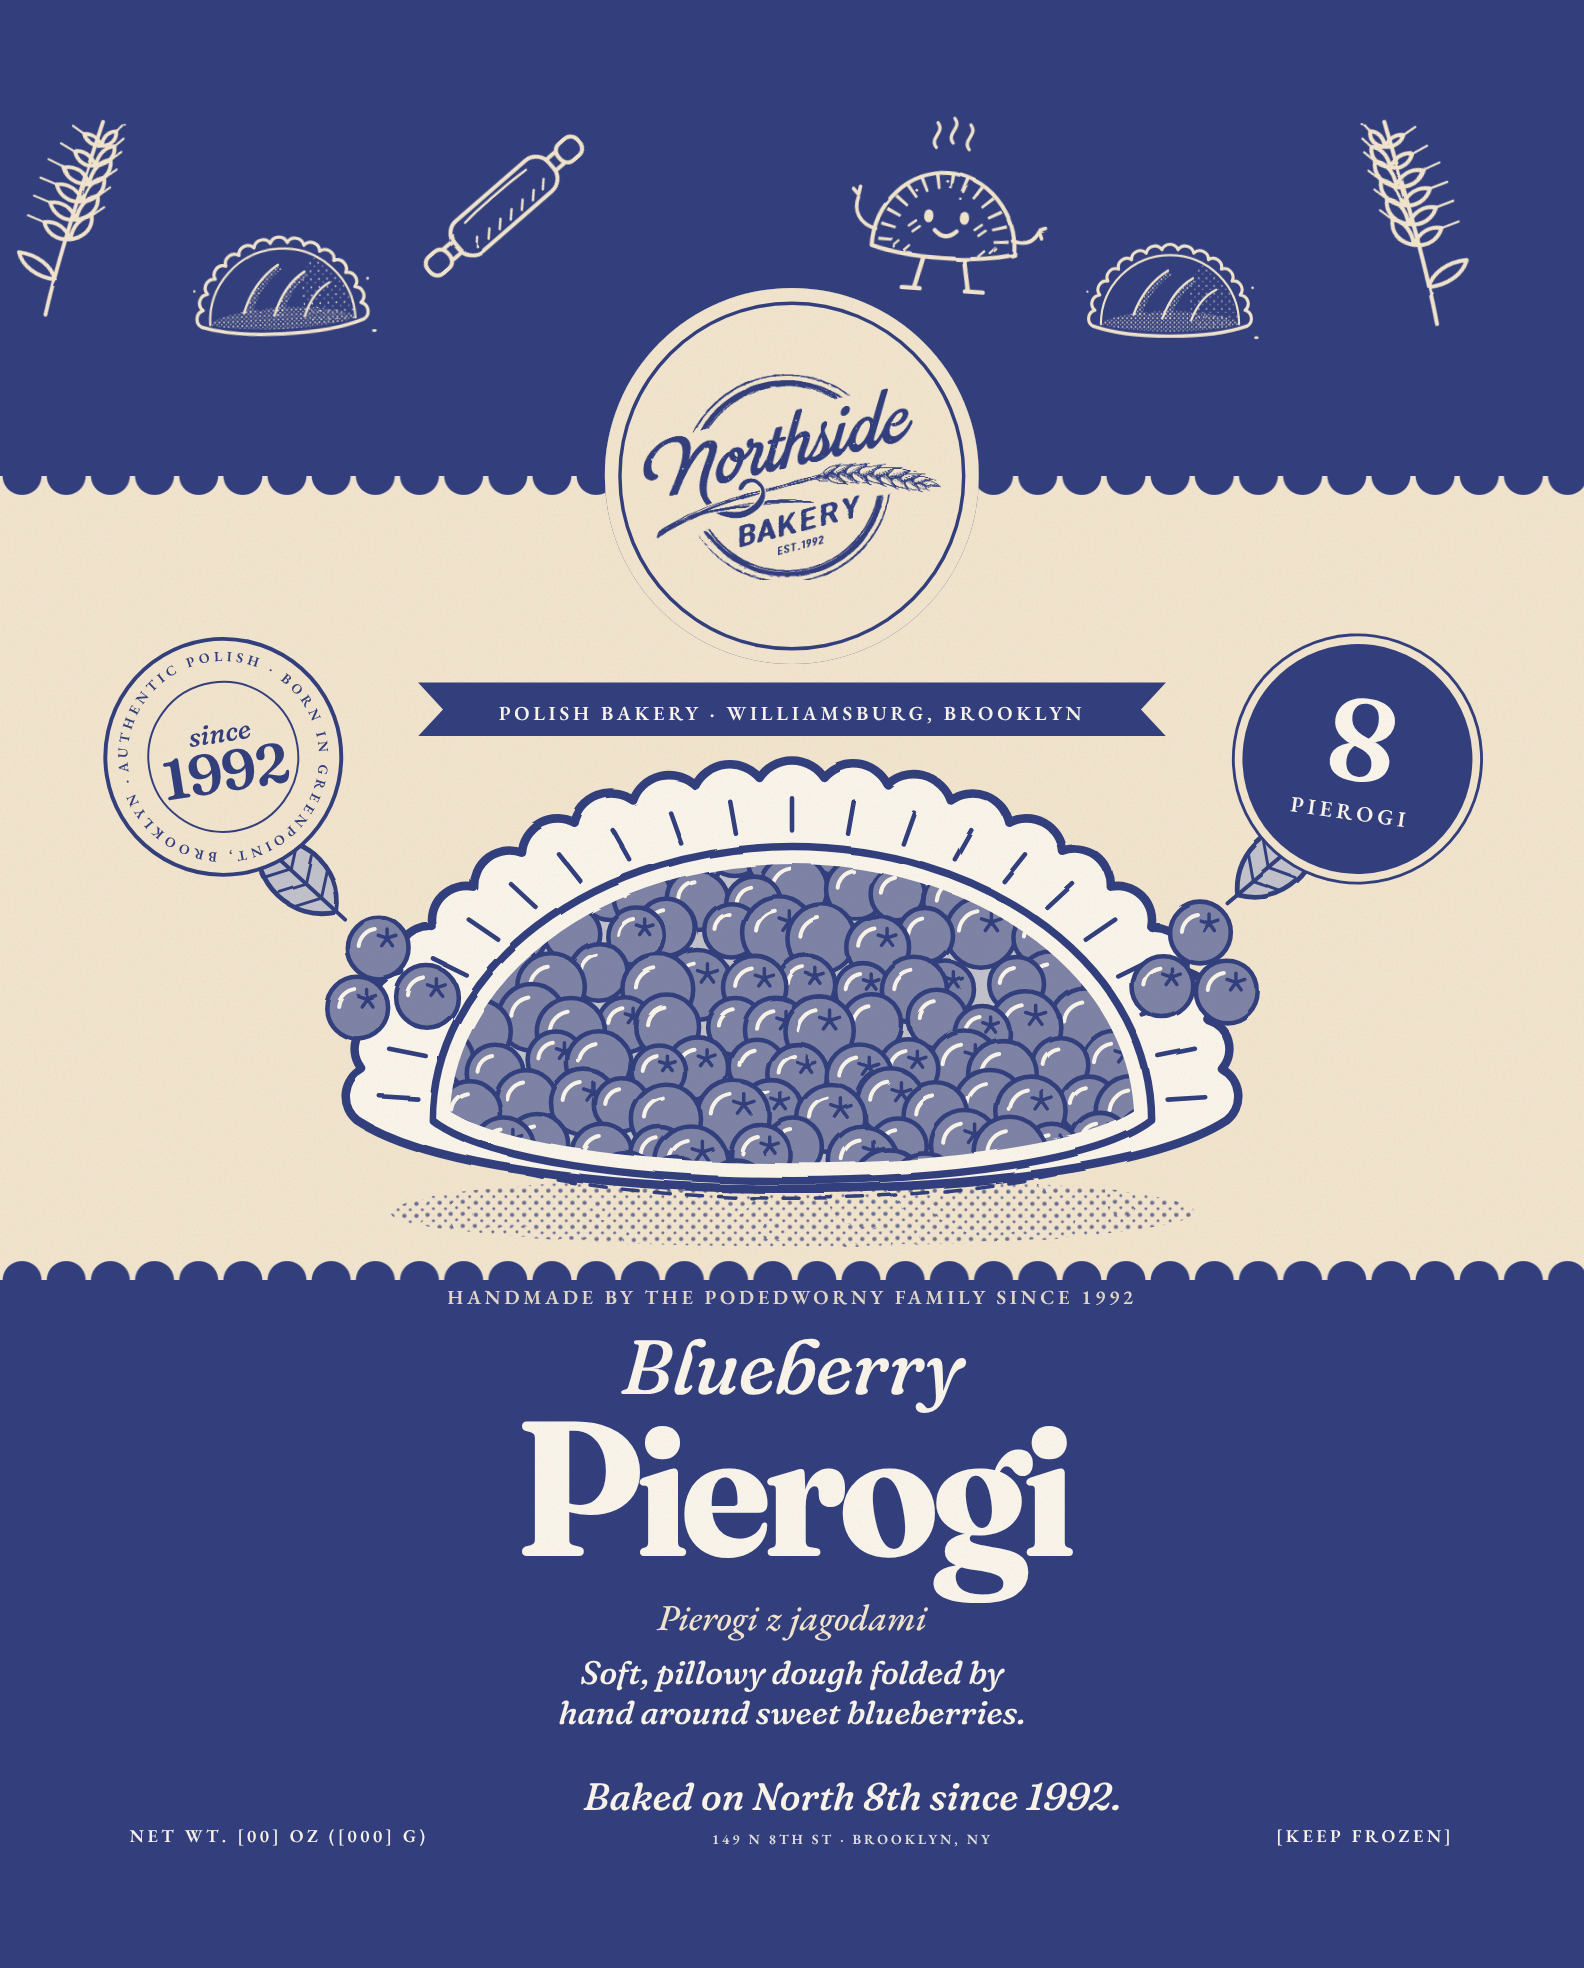 Northside
BAKERY
EST.1992
AUTHENTIC POLISH · BORN IN GREENPOINT, BROOKLYN ·
since
1992
POLISH BAKERY · WILLIAMSBURG, BROOKLYN
8
PIEROGI
HANDMADE BY THE PODEDWORNY FAMILY SINCE 1992
Blueberry
Pierogi
Pierogi z jagodami
Soft, pillowy dough folded by
hand around sweet blueberries.
Baked on North 8th since 1992.
NET WT. [00] OZ ([000] G)
149 N 8TH ST · BROOKLYN, NY
[KEEP FROZEN]